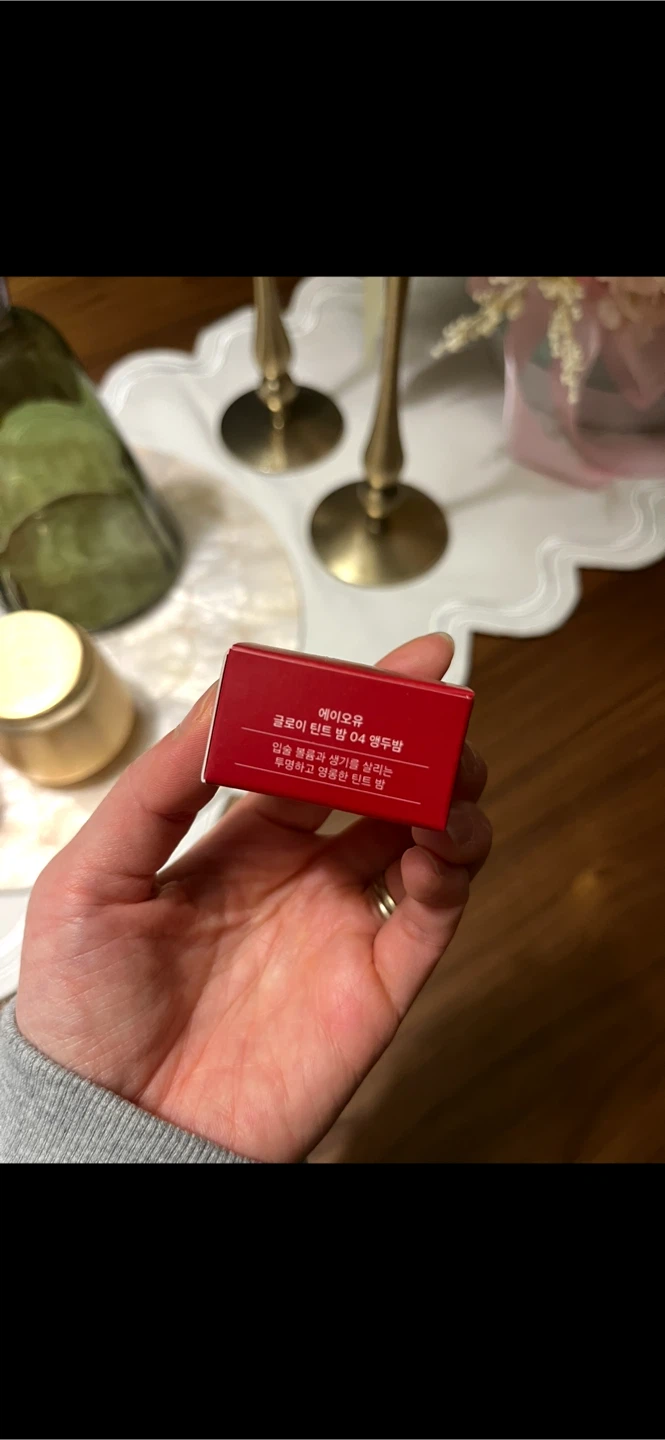 에이오유
글로이 틴트 밤 04 앵두밤
입술 볼륨과 생기를 살리는
투명하고 영롱한 틴트 밤